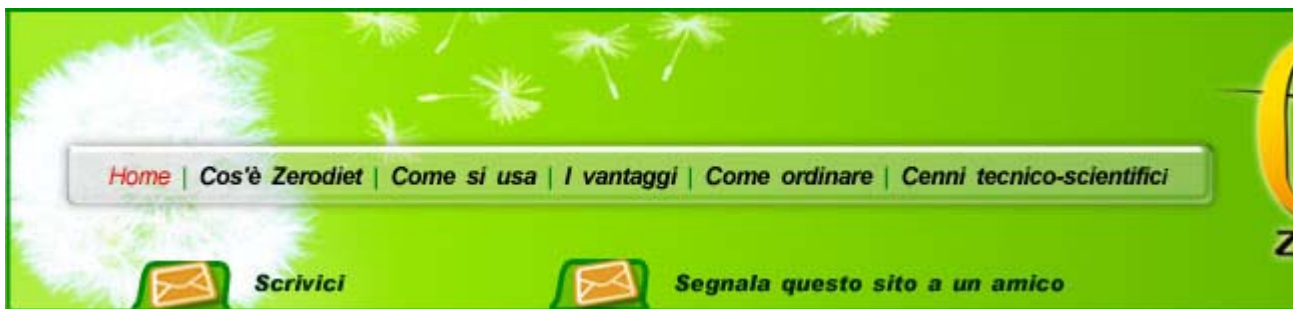 Home | Cos'è Zerodiet | Come si usa | I vantaggi | Come ordinare | Cenni tecnico-scientifici
Scrivici Segnala questo sito a un amico